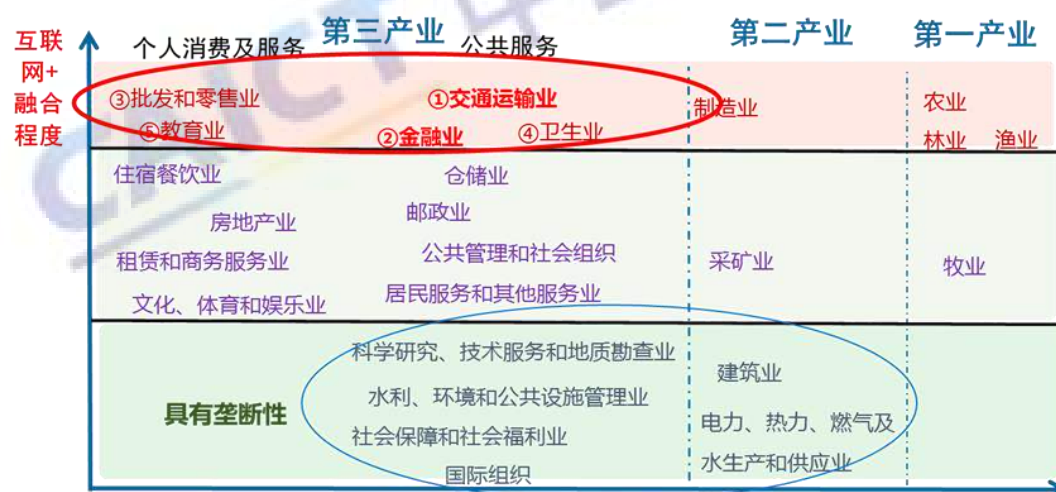 互联
网+
融合
程度
第三产业
第二产业
第一产业
个人消费及服务
公共服务
③批发和零售业
①交通运输业
制造业
农业
⑤教育业
②金融业
④卫生业
林业
渔业
住宿餐饮业
仓储业
房地产业
邮政业
租赁和商务服务业
公共管理和社会组织
采矿业
牧业
文化、体育和娱乐业
居民服务和其他服务业
科学研究、技术服务和地质勘查业
建筑业
水利、环境和公共设施管理业
具有垄断性
电力、热力、燃气及
水生产和供应业
社会保障和社会福利业
国际组织
CAICT